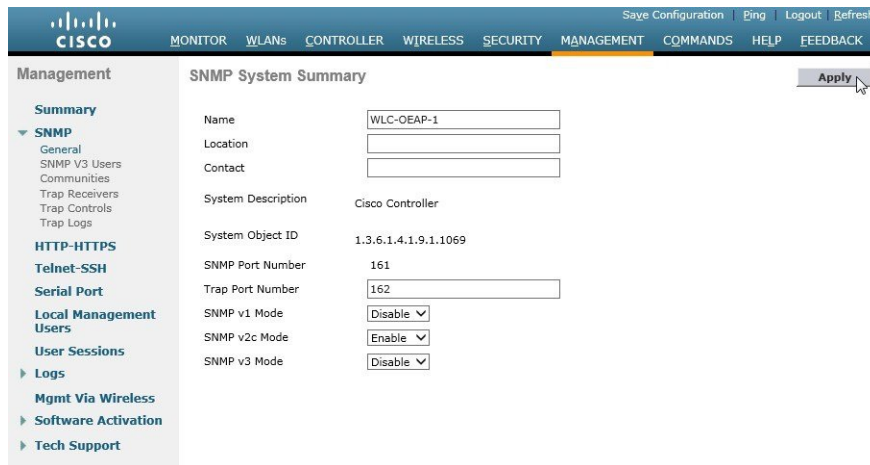 Save Configuration | Ping | Logout | Refresh
CISCO
MONITOR WLANs CONTROLLER WIRELESS SECURITY MANAGEMENT COMMANDS HELP FEEDBACK
Management
SNMP System Summary
Apply
Summary
SNMP
General
SNMP V3 Users
Communities
Trap Receivers
Trap Controls
Trap Logs
HTTP-HTTPS
Telnet-SSH
Serial Port
Local Management
Users
User Sessions
Logs
Mgmt Via Wireless
Software Activation
Tech Support
Name WLC-OEAP-1
Location
Contact
System Description Cisco Controller
System Object ID 1.3.6.1.4.1.9.1.1069
SNMP Port Number 161
Trap Port Number 162
SNMP v1 Mode Disable
SNMP v2c Mode Enable
SNMP v3 Mode Disable